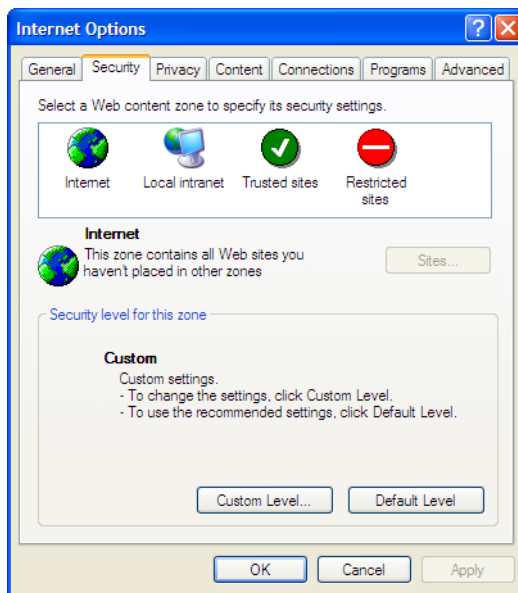 Internet Options
General Security Privacy Content Connections Programs Advanced
Select a Web content zone to specify its security settings.
Internet Local intranet Trusted sites Restricted sites
Internet
This zone contains all Web sites you
haven't placed in other zones
Sites...
Security level for this zone
Custom
Custom settings.
- To change the settings, click Custom Level.
- To use the recommended settings, click Default Level.
Custom Level... Default Level
OK Cancel Apply